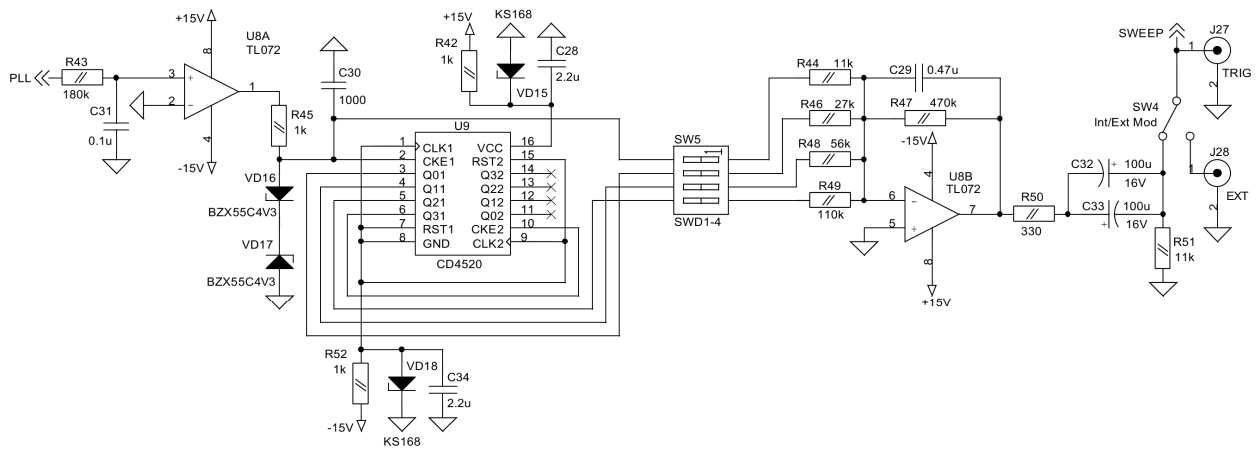 +15V
U8A
TL072
8
R43
PLL
180k
3
+
2
−
1
4
-15V
C31
0.1u
R45
1k
VD16
BZX55C4V3
VD17
BZX55C4V3
C30
1000
+15V
R42
1k
KS168
VD15
C28
2.2u
U9
1 CLK1 VCC 16
2 CKE1 RST2 15
3 Q01 Q32 14
4 Q11 Q22 13
5 Q21 Q12 12
6 Q31 Q02 11
7 RST1 CKE2 10
8 GND CLK2 9
CD4520
R52
1k
-15V
VD18
KS168
C34
2.2u
SW5
1
SWD1-4
R44 11k
R46 27k
R48 56k
R49
110k
C29 0.47u
R47 470k
-15V
4
U8B
TL072
6
−
5
+
7
8
+15V
R50
330
C32 + 100u
16V
C33 100u
+ 16V
R51
11k
SWEEP
SW4
Int/Ext Mod
J27
1
2
TRIG
J28
1
2
EXT